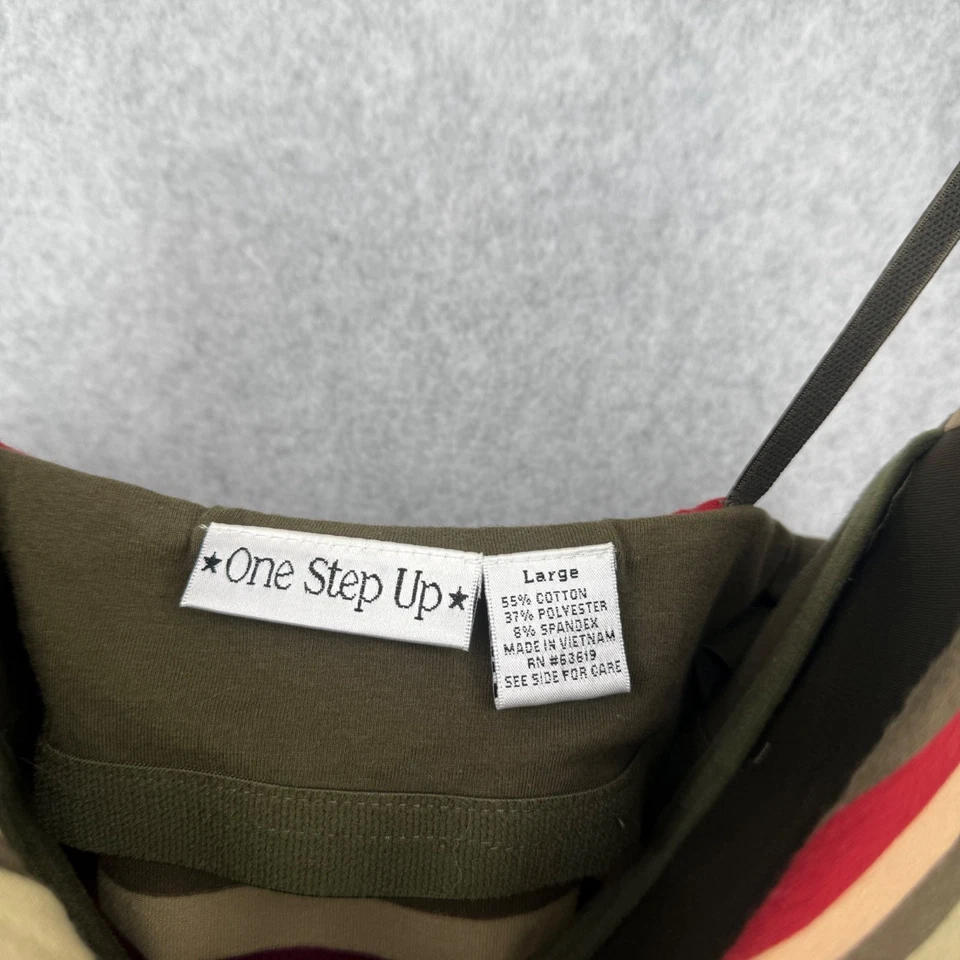 ★One Step Up★
Large
55% COTTON
37% POLYESTER
8% SPANDEX
MADE IN VIETNAM
RN #63619
SEE SIDE FOR CARE